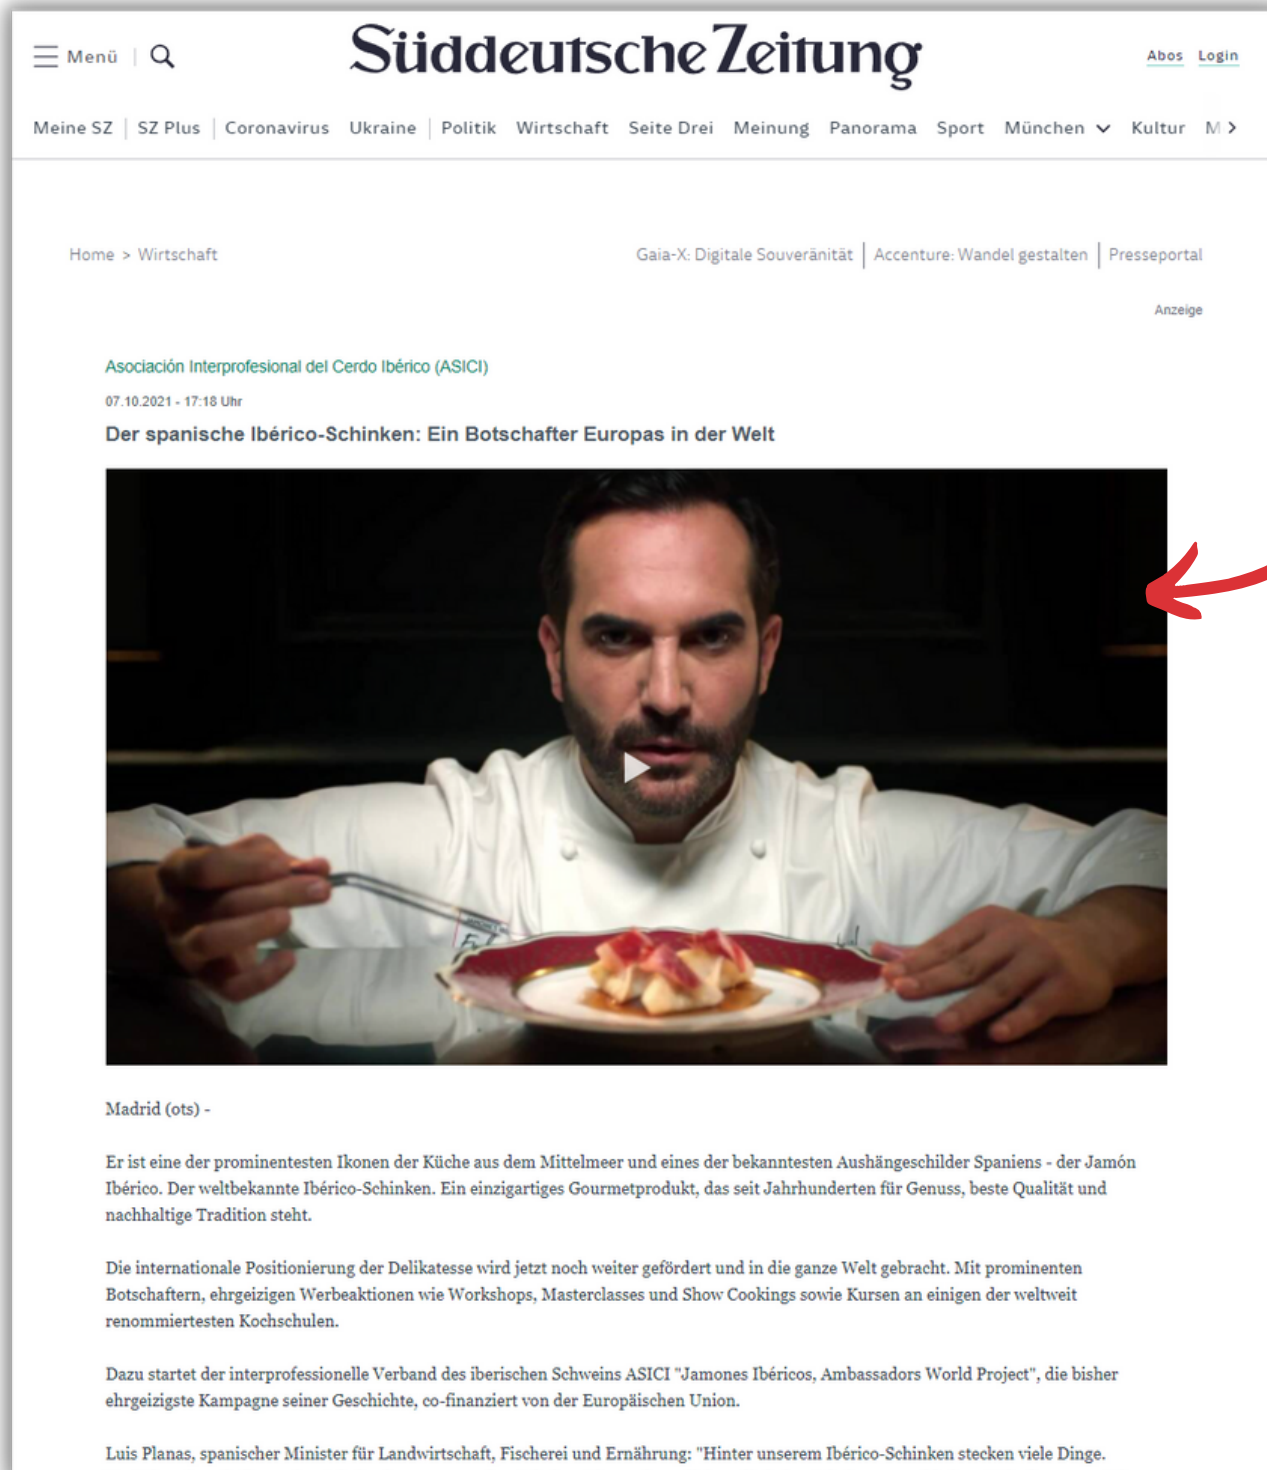 Menü
Süddeutsche Zeitung
Abos Login
Meine SZ SZ Plus Coronavirus Ukraine Politik Wirtschaft Seite Drei Meinung Panorama Sport München Kultur M
Home > Wirtschaft
Gaia-X: Digitale Souveränität Accenture: Wandel gestalten Presseportal
Anzeige
Asociación Interprofesional del Cerdo Ibérico (ASICI)
07.10.2021 - 17:18 Uhr
Der spanische Ibérico-Schinken: Ein Botschafter Europas in der Welt
Madrid (ots) -
Er ist eine der prominentesten Ikonen der Küche aus dem Mittelmeer und eines der bekanntesten Aushängeschilder Spaniens - der Jamón
Ibérico. Der weltbekannte Ibérico-Schinken. Ein einzigartiges Gourmetprodukt, das seit Jahrhunderten für Genuss, beste Qualität und
nachhaltige Tradition steht.
Die internationale Positionierung der Delikatesse wird jetzt noch weiter gefördert und in die ganze Welt gebracht. Mit prominenten
Botschaftern, ehrgeizigen Werbeaktionen wie Workshops, Masterclasses und Show Cookings sowie Kursen an einigen der weltweit
renommiertesten Kochschulen.
Dazu startet der interprofessionelle Verband des iberischen Schweins ASICI "Jamones Ibéricos, Ambassadors World Project", die bisher
ehrgeizigste Kampagne seiner Geschichte, co-finanziert von der Europäischen Union.
Luis Planas, spanischer Minister für Landwirtschaft, Fischerei und Ernährung: "Hinter unserem Ibérico-Schinken stecken viele Dinge.